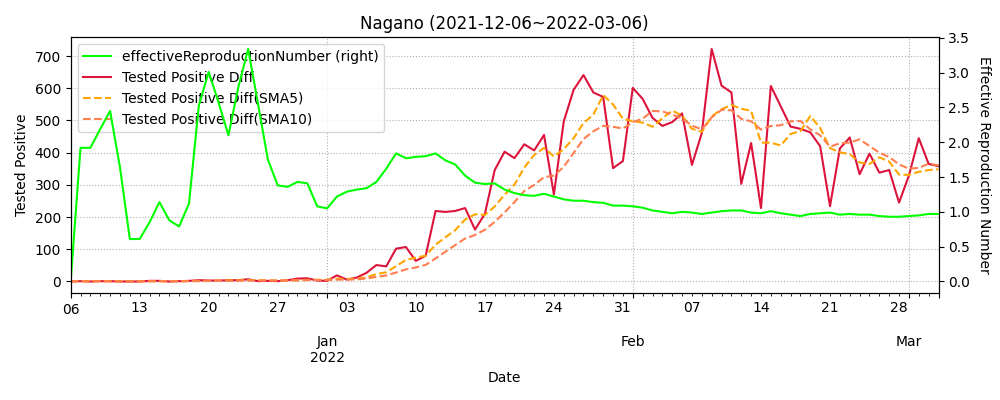 Nagano (2021-12-06~2022-03-06)
effectiveReproductionNumber (right)
Tested Positive Diff
Tested Positive Diff(SMA5)
Tested Positive Diff(SMA10)
Tested Positive
700
600
500
400
300
200
100
0
3.5
3.0
2.5
2.0
1.5
1.0
0.5
0.0
Effective Reproduction Number
06 13 20 27 03 10 17 24 31 07 14 21 28
Jan Feb Mar
2022
Date